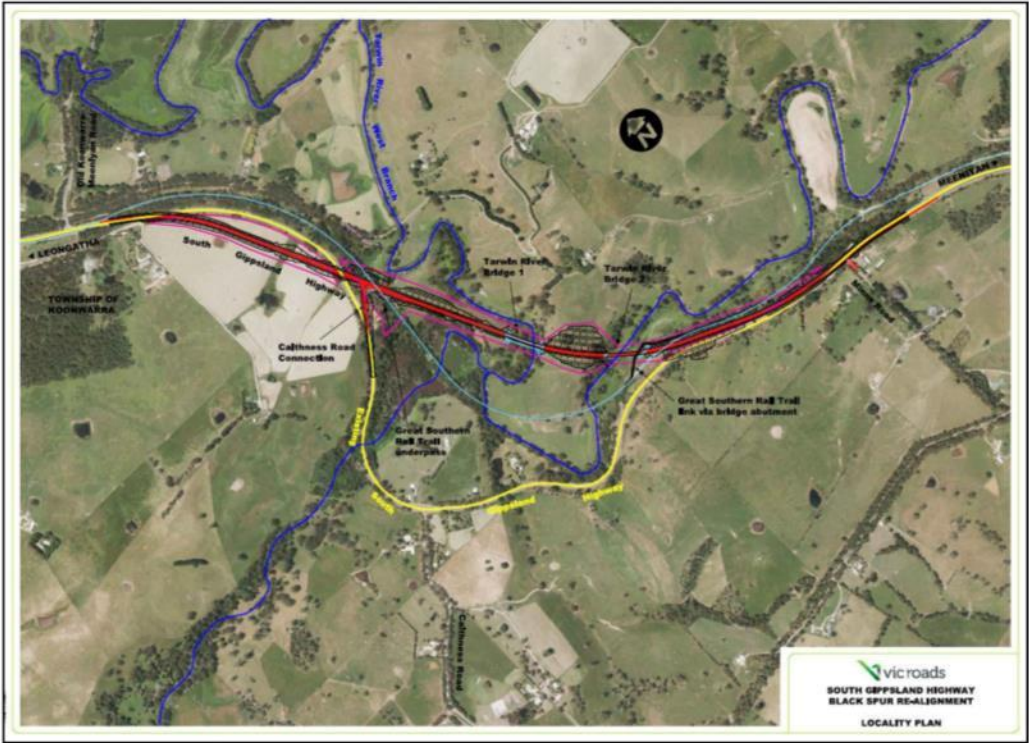 Tarwin River West Branch
Old Koonwarra-
Meeniyan Road
MEENIYAN
LEONGATHA
South Gippsland Highway
TOWNSHIP OF
KOONWARRA
Tarwin River
Bridge 1
Tarwin River
Bridge 2
Caithness Road
Connection
Great Southern Rail Trail
link via bridge abutment
Great Southern
Rail Trail
underpass
Existing South Gippsland Highway
Caithness Road
vicroads
SOUTH GIPPSLAND HIGHWAY
BLACK SPUR RE-ALIGNMENT
LOCALITY PLAN